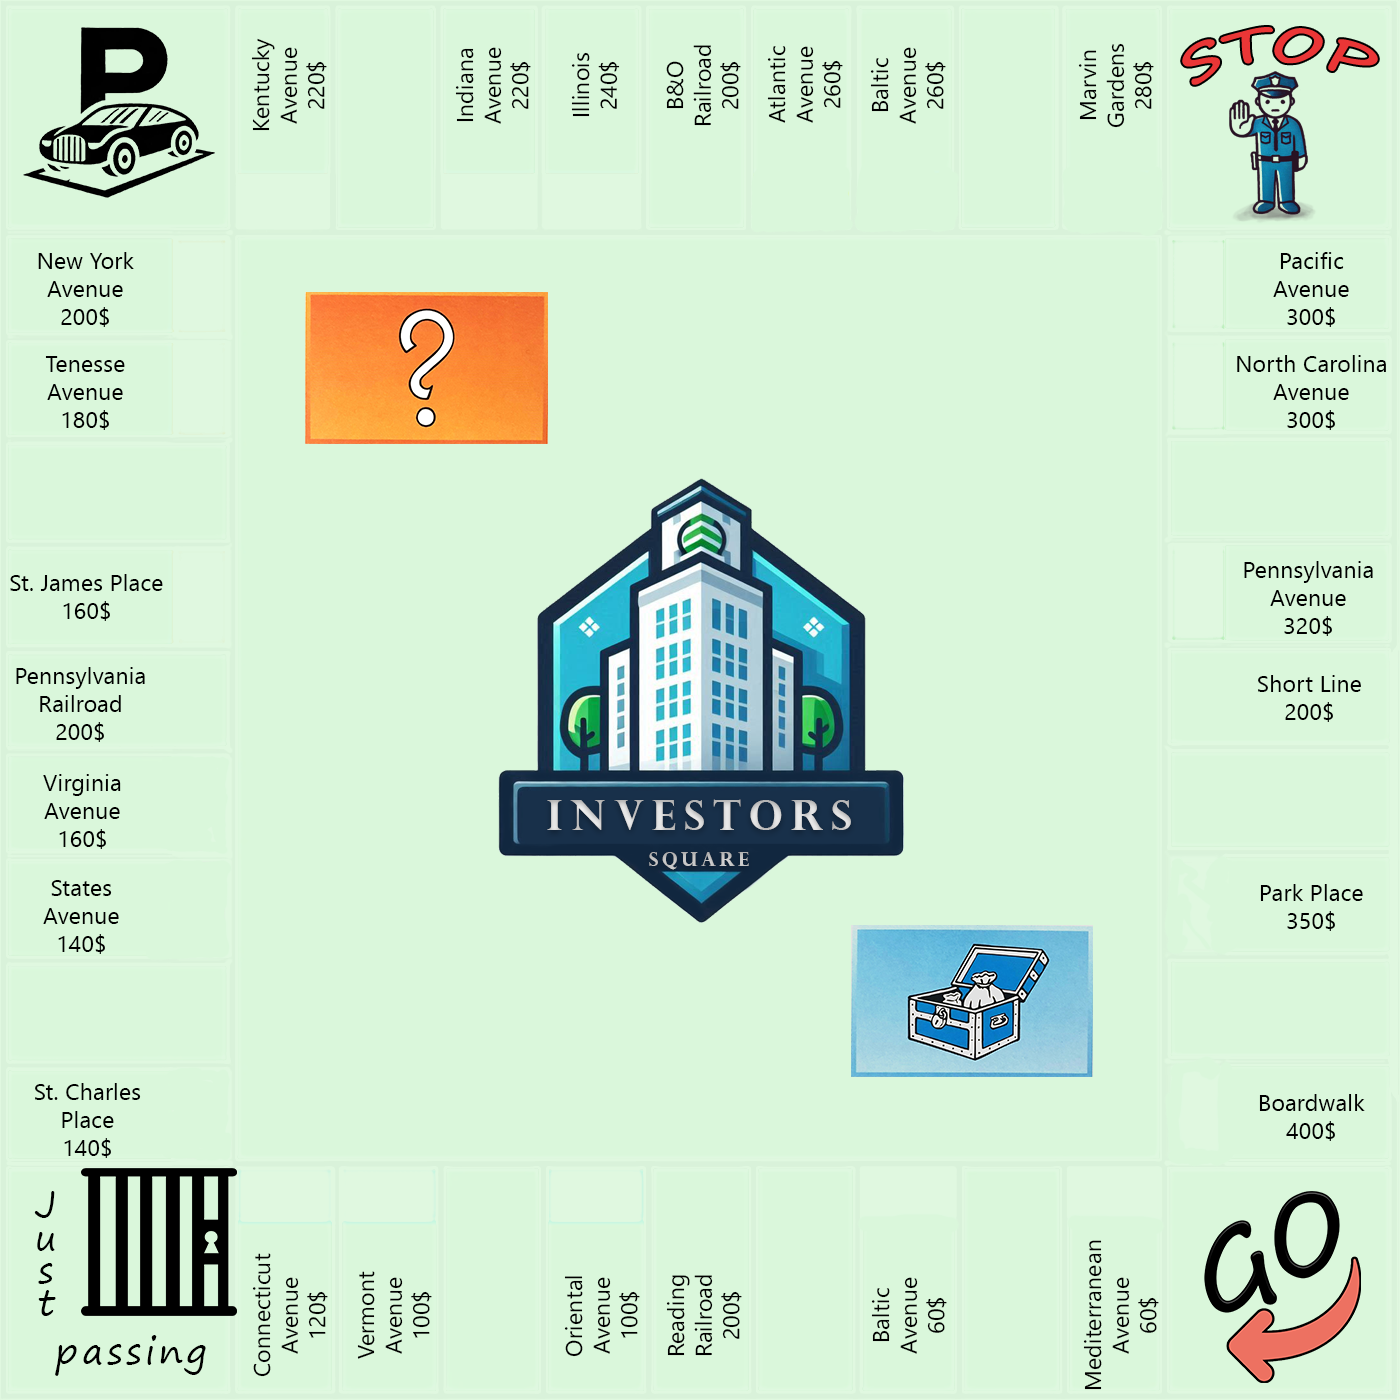 P
Kentucky
Avenue
220$
Indiana
Avenue
220$
Illinois
240$
B&O
Railroad
200$
Atlantic
Avenue
260$
Baltic
Avenue
260$
Marvin
Gardens
280$
STOP
New York
Avenue
200$
Tenesse
Avenue
180$
St. James Place
160$
Pennsylvania
Railroad
200$
Virginia
Avenue
160$
States
Avenue
140$
St. Charles
Place
140$
?
INVESTORS
SQUARE
Pacific
Avenue
300$
North Carolina
Avenue
300$
Pennsylvania
Avenue
320$
Short Line
200$
Park Place
350$
Boardwalk
400$
Just
passing
Connecticut
Avenue
120$
Vermont
Avenue
100$
Oriental
Avenue
100$
Reading
Railroad
200$
Baltic
Avenue
60$
Mediterranean
Avenue
60$
GO